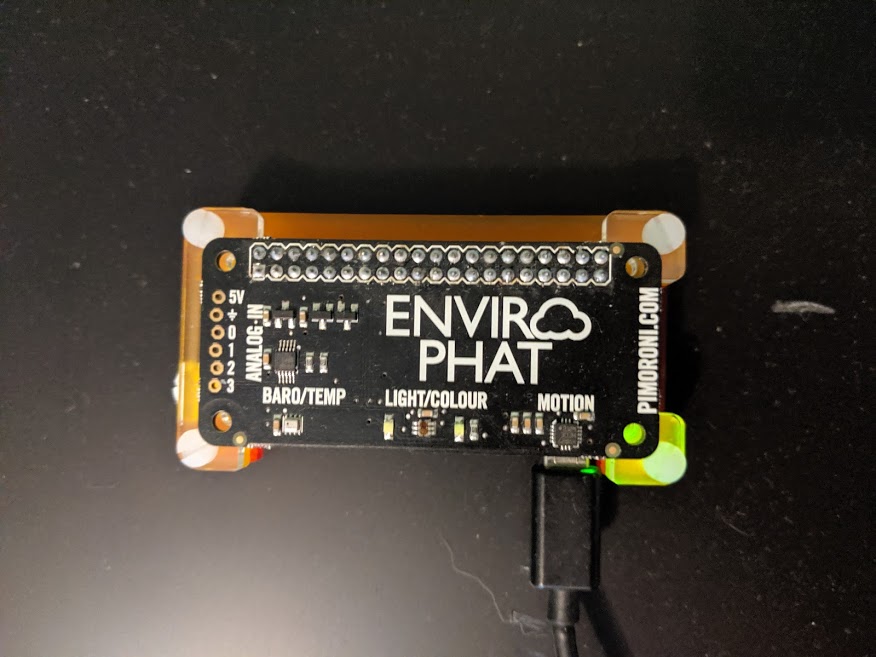 5V
⏚
0
1
2
3
ANALOG-IN
ENVIRO
PHAT
BARO/TEMP
LIGHT/COLOUR
MOTION
PIMORONI.COM